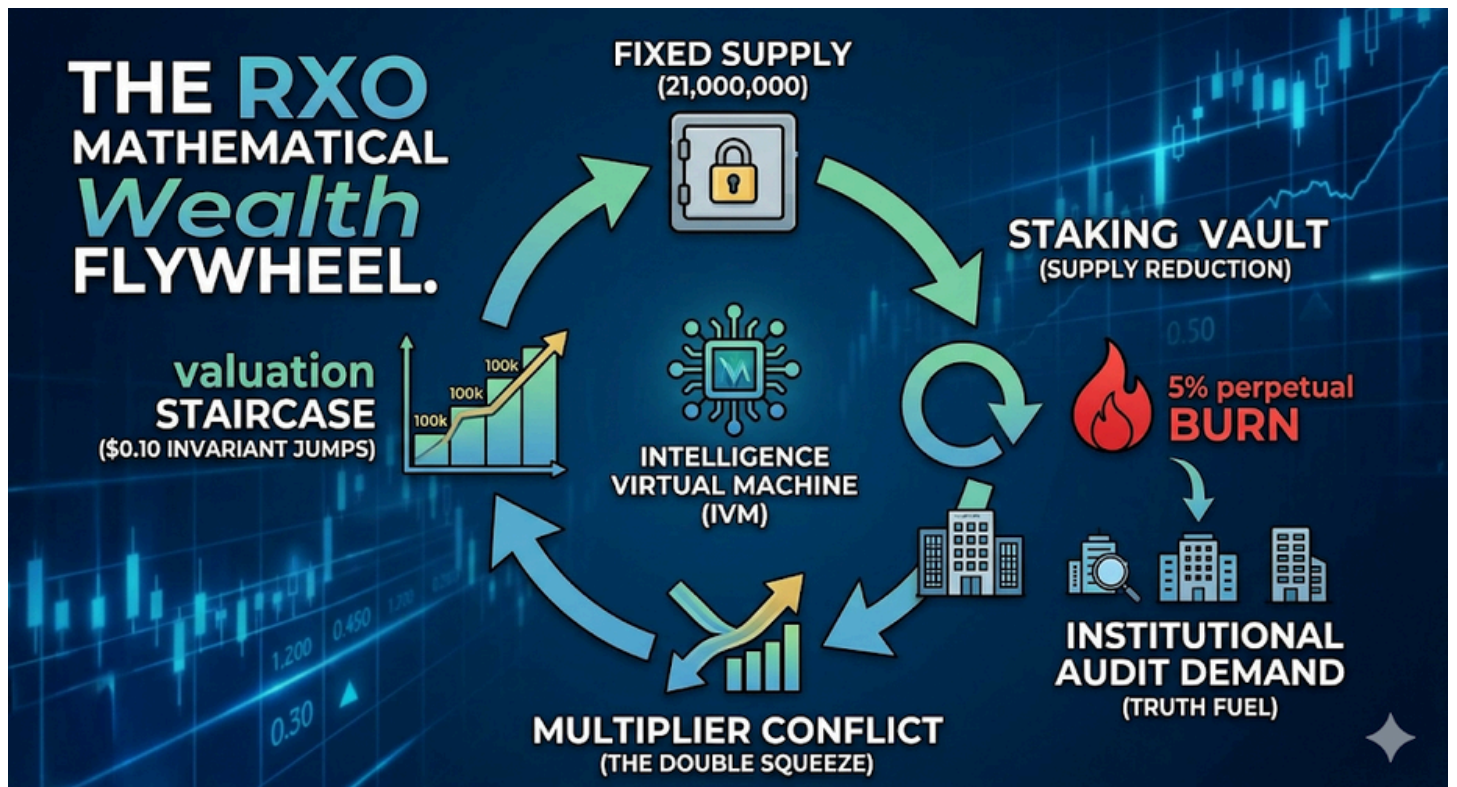 THE RXO
MATHEMATICAL
Wealth
FLYWHEEL.
FIXED SUPPLY
(21,000,000)
STAKING VAULT
(SUPPLY REDUCTION)
0.50
5% perpetual
BURN
INSTITUTIONAL
AUDIT DEMAND
(TRUTH FUEL)
MULTIPLIER CONFLICT
(THE DOUBLE SQUEEZE)
valuation
STAIRCASE
($0.10 INVARIANT JUMPS)
100k
100k
100k
INTELLIGENCE
VIRTUAL MACHINE
(IVM)
1,200
0.450
0.30